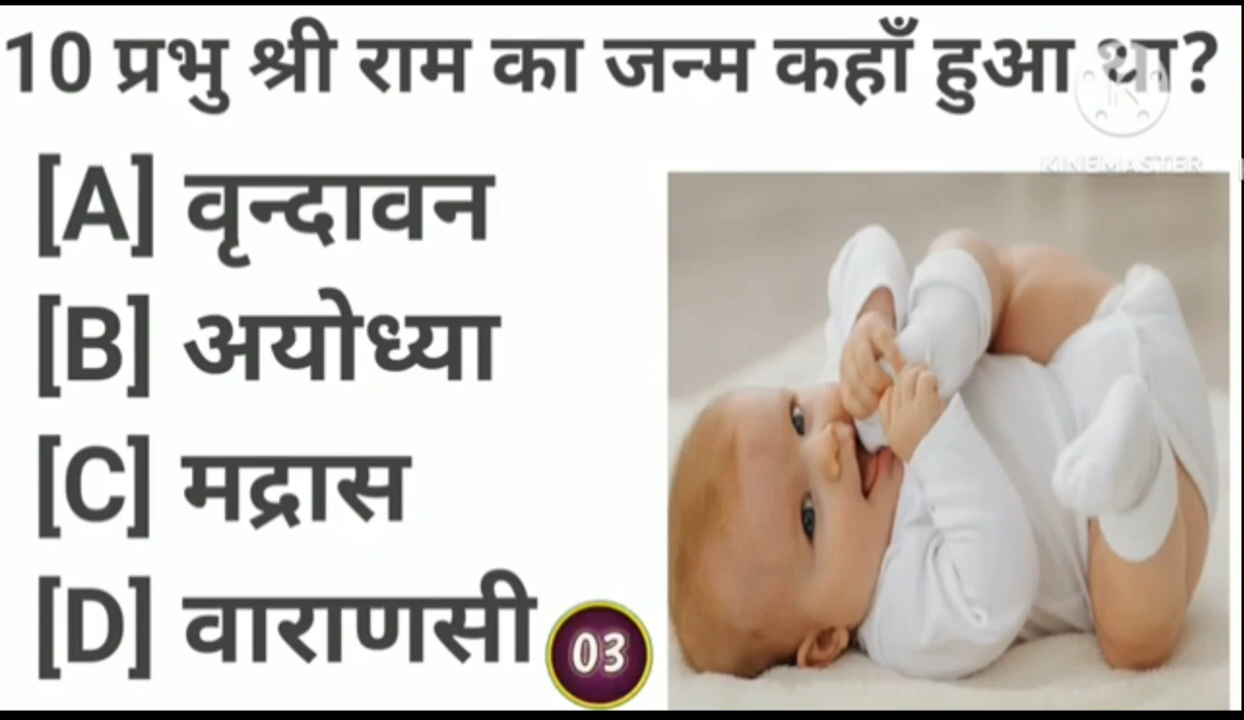 10 प्रभु श्री राम का जन्म कहाँ हुआ था?
KINEMASTER
[A] वृन्दावन
[B] अयोध्या
[C] मद्रास
[D] वाराणसी
03